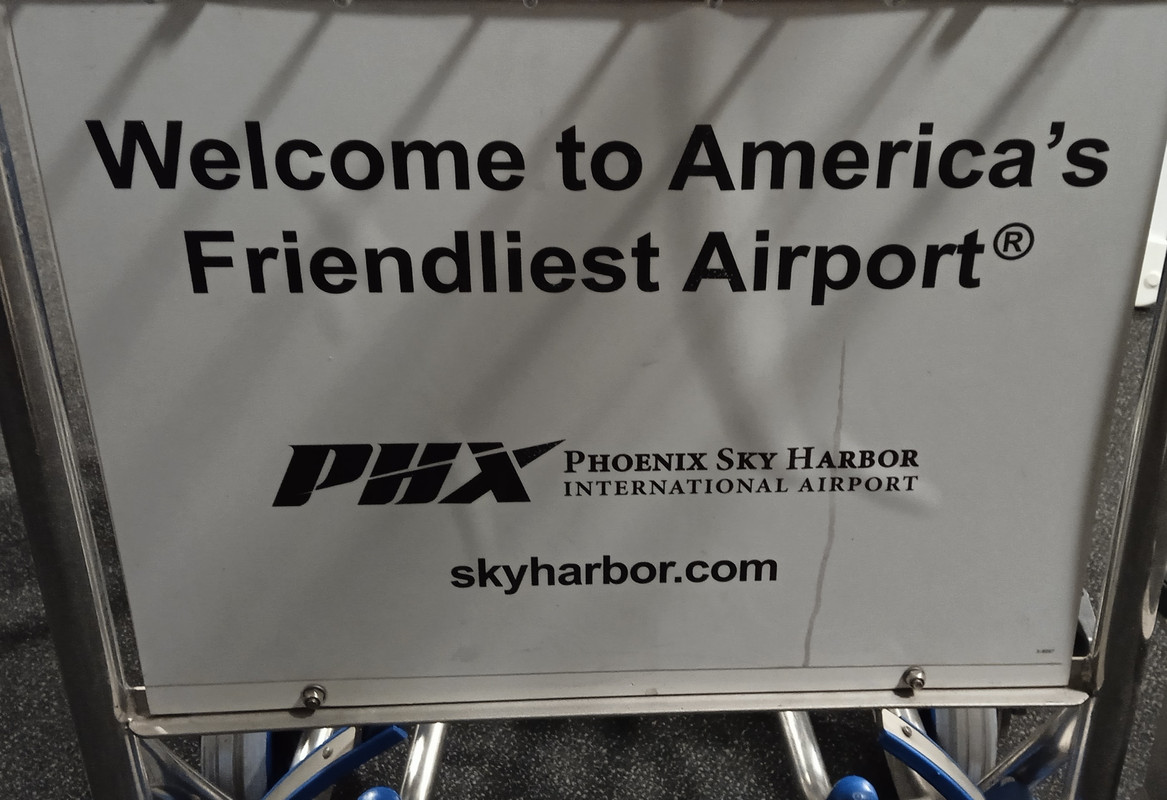 Welcome to America's
Friendliest Airport®
PHX PHOENIX SKY HARBOR
INTERNATIONAL AIRPORT
skyharbor.com